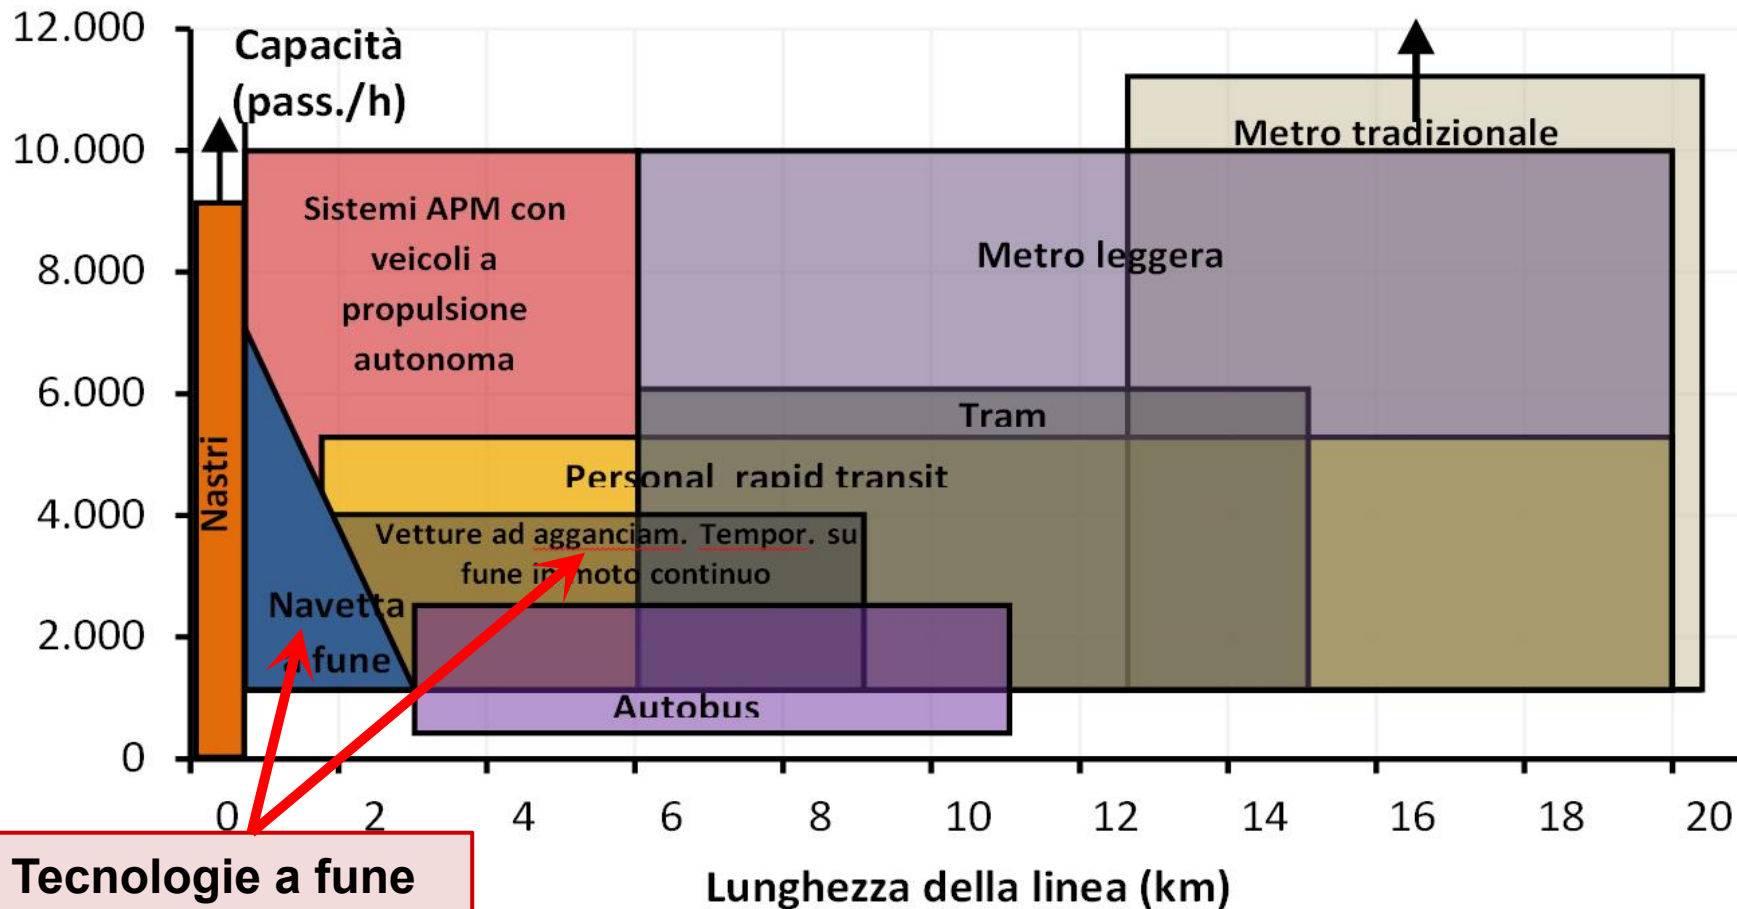 12.000
10.000
8.000
6.000
4.000
2.000
0
Capacità
(pass./h)
Nastri
Sistemi APM con
veicoli a
propulsione
autonoma
Metro tradizionale
Metro leggera
Tram
Personal rapid transit
Vetture ad agganciam. Tempor. su
fune in moto continuo
Navetta
a fune
Autobus
0 2 4 6 8 10 12 14 16 18 20
Lunghezza della linea (km)
Tecnologie a fune